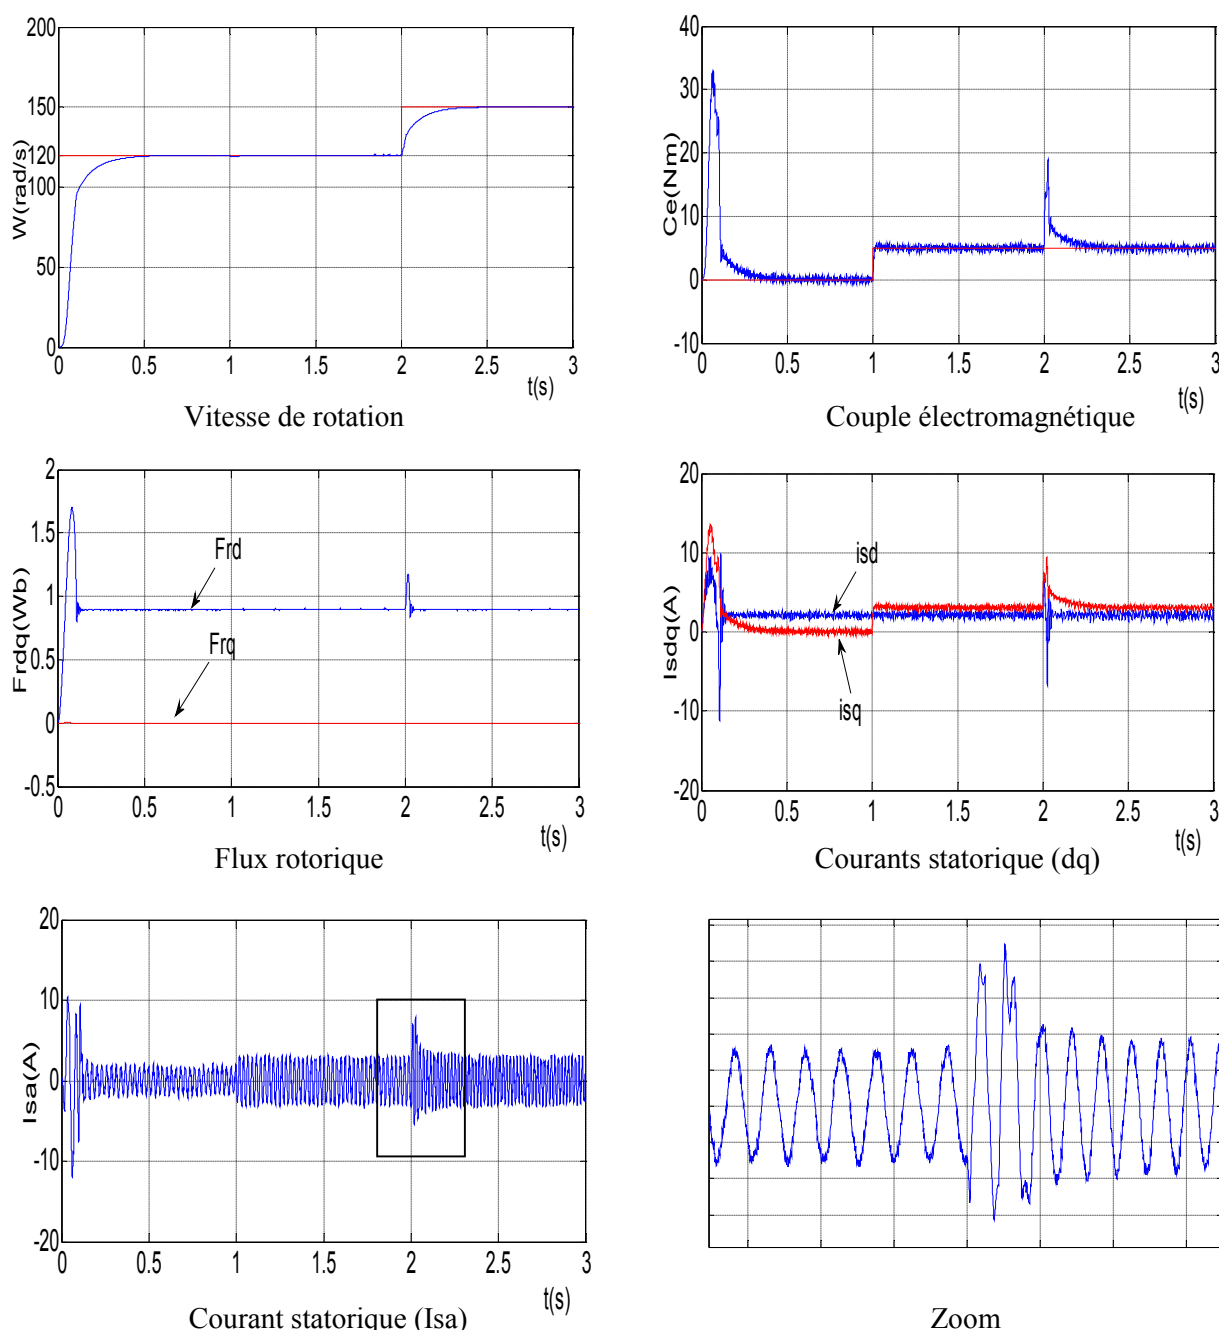 200
150
120
100
50
0
W(rad/s)
0 0.5 1 1.5 2 2.5 3
t(s)
Vitesse de rotation
40
30
20
10
0
-10
Ce(Nm)
0 0.5 1 1.5 2 2.5 3
t(s)
Couple électromagnétique
2
1.5
1
0.5
0
-0.5
Frdq(Wb)
Frd
Frq
0 0.5 1 1.5 2 2.5 3
t(s)
Flux rotorique
20
10
0
-10
-20
Isdq(A)
isd
isq
0 0.5 1 1.5 2 2.5 3
t(s)
Courants statorique (dq)
20
10
0
-10
-20
Isa(A)
0 0.5 1 1.5 2 2.5 3
t(s)
Courant statorique (Isa)
Zoom